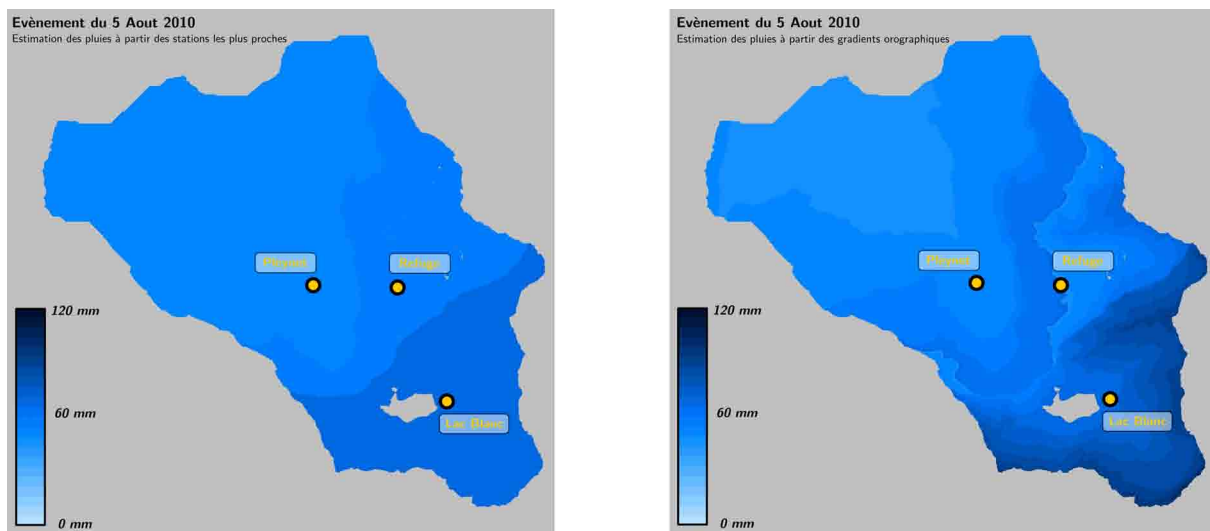 Evènement du 5 Aout 2010
Estimation des pluies à partir des stations les plus proches
Pleynet
Refuge
120 mm
60 mm
Lac Blanc
0 mm
Evènement du 5 Aout 2010
Estimation des pluies à partir des gradients orographiques
Pleynet
Refuge
120 mm
60 mm
Lac Blanc
0 mm